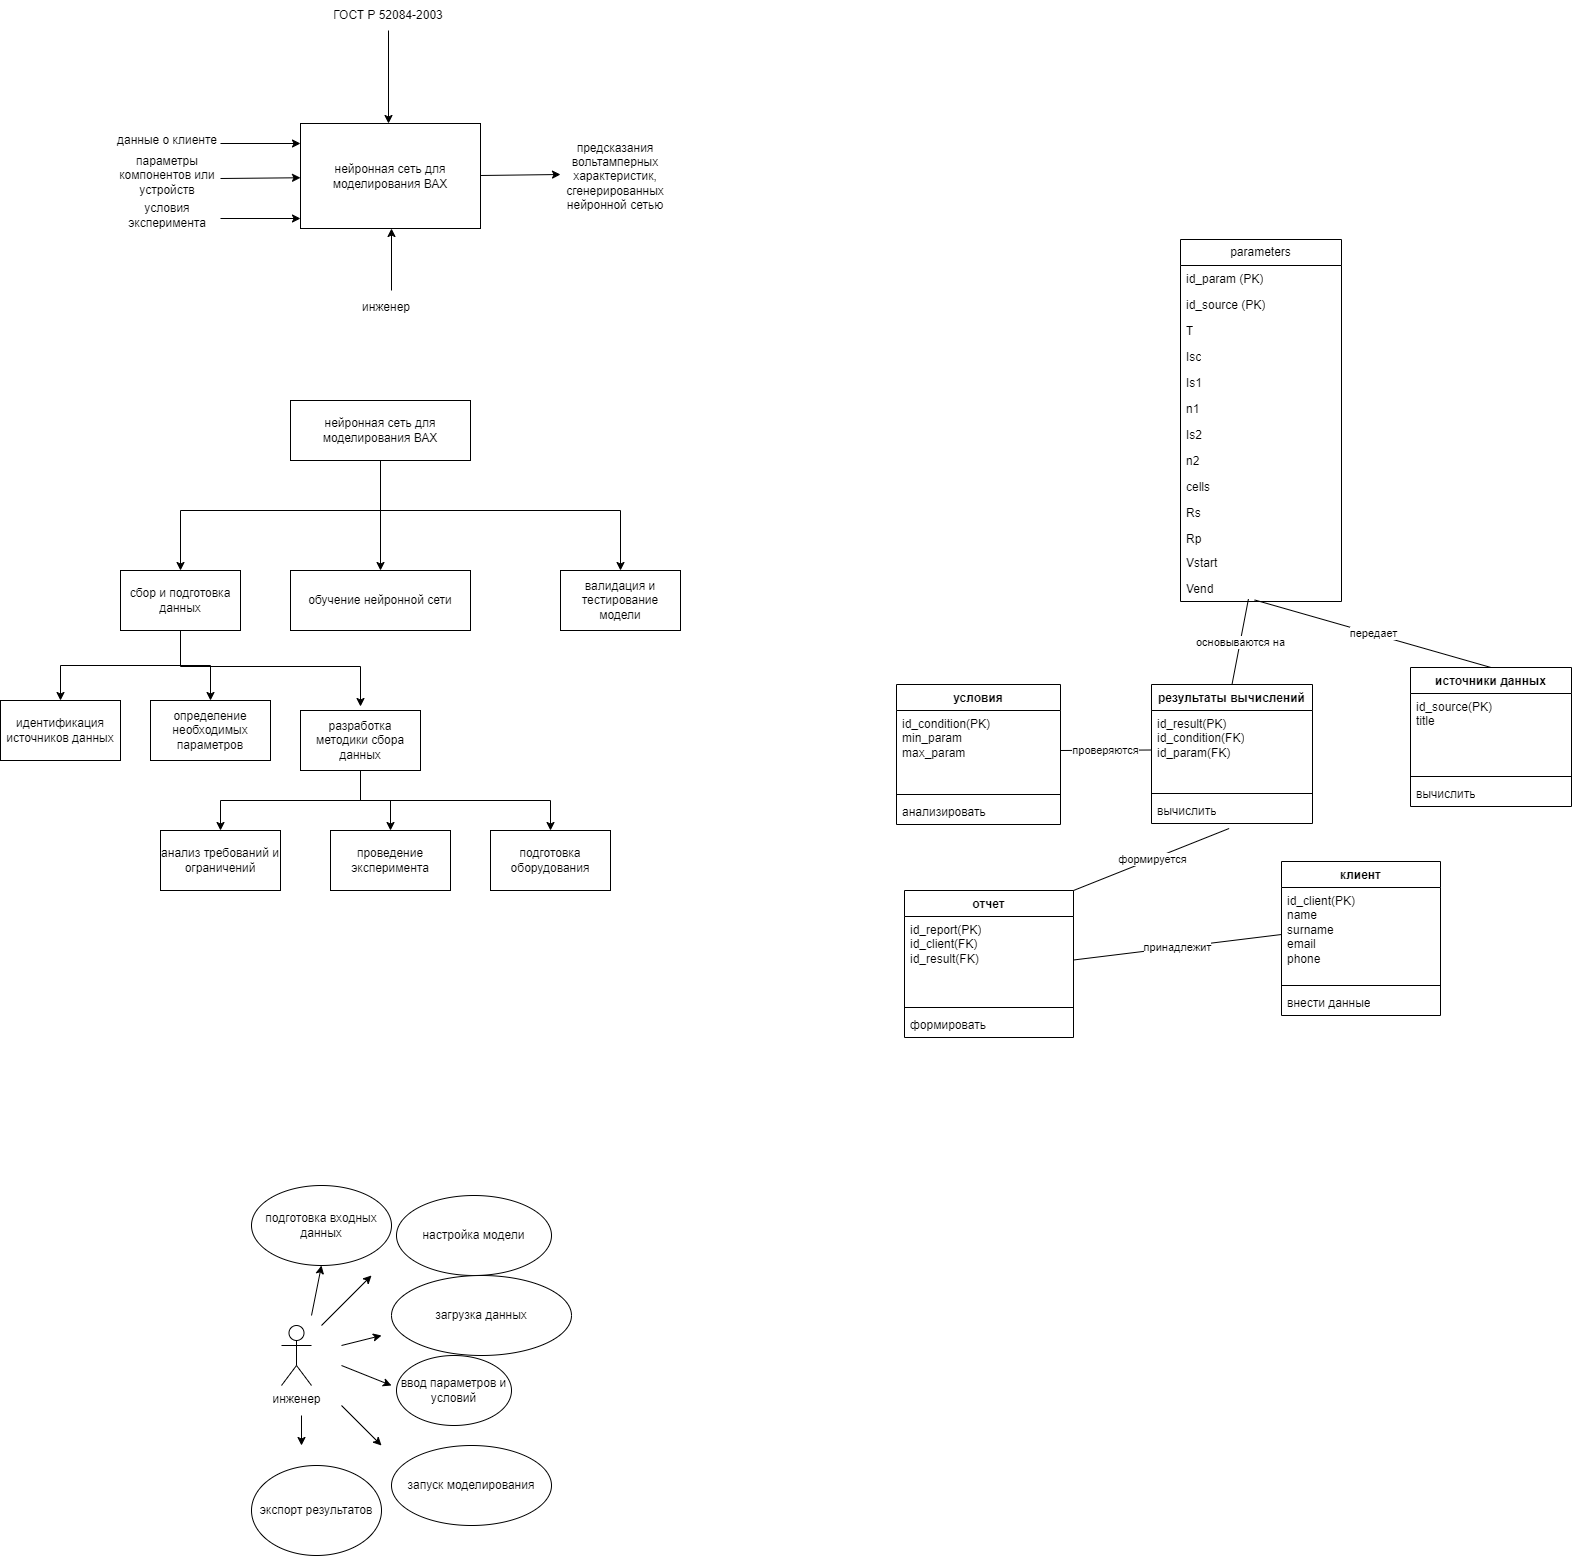 ГОСТ Р 52084-2003
данные о клиенте
параметры
компонентов или
устройств
условия
эксперимента
нейронная сеть для
моделирования ВАХ
предсказания
вольтамперных
характеристик,
сгенерированных
нейронной сетью
инженер
нейронная сеть для
моделирования ВАХ
сбор и подготовка
данных
обучение нейронной сети
валидация и
тестирование
модели
идентификация
источников данных
определение
необходимых
параметров
разработка
методики сбора
данных
анализ требований и
ограничений
проведение
эксперимента
подготовка
оборудования
parameters
id_param (PK)
id_source (PK)
T
Isc
Is1
n1
Is2
n2
cells
Rs
Rp
Vstart
Vend
основываются на
передает
условия
id_condition(PK)
min_param
max_param
анализировать
проверяются
результаты вычислений
id_result(PK)
id_condition(FK)
id_param(FK)
вычислить
источники данных
id_source(PK)
title
вычислить
формируется
отчет
id_report(PK)
id_client(FK)
id_result(FK)
формировать
принадлежит
клиент
id_client(PK)
name
surname
email
phone
внести данные
подготовка входных
данных
настройка модели
загрузка данных
ввод параметров и
условий
инженер
запуск моделирования
экспорт результатов